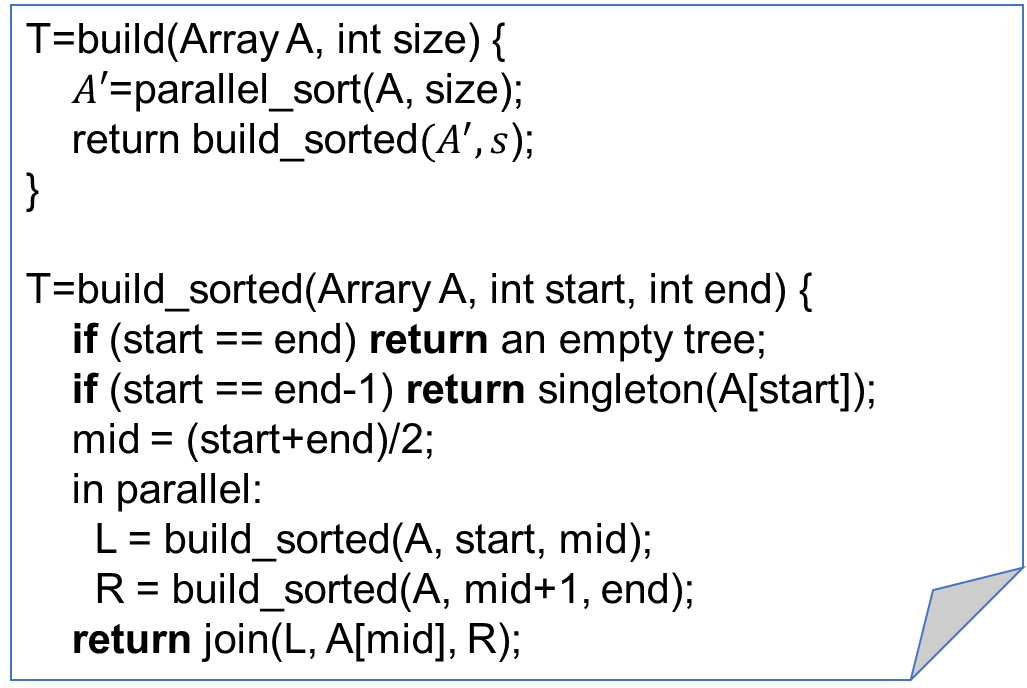 T=build(Array A, int size) {
A′=parallel_sort(A, size);
return build_sorted(A′, s);
}
T=build_sorted(Arrary A, int start, int end) {
if (start == end) return an empty tree;
if (start == end-1) return singleton(A[start]);
mid = (start+end)/2;
in parallel:
L = build_sorted(A, start, mid);
R = build_sorted(A, mid+1, end);
return join(L, A[mid], R);